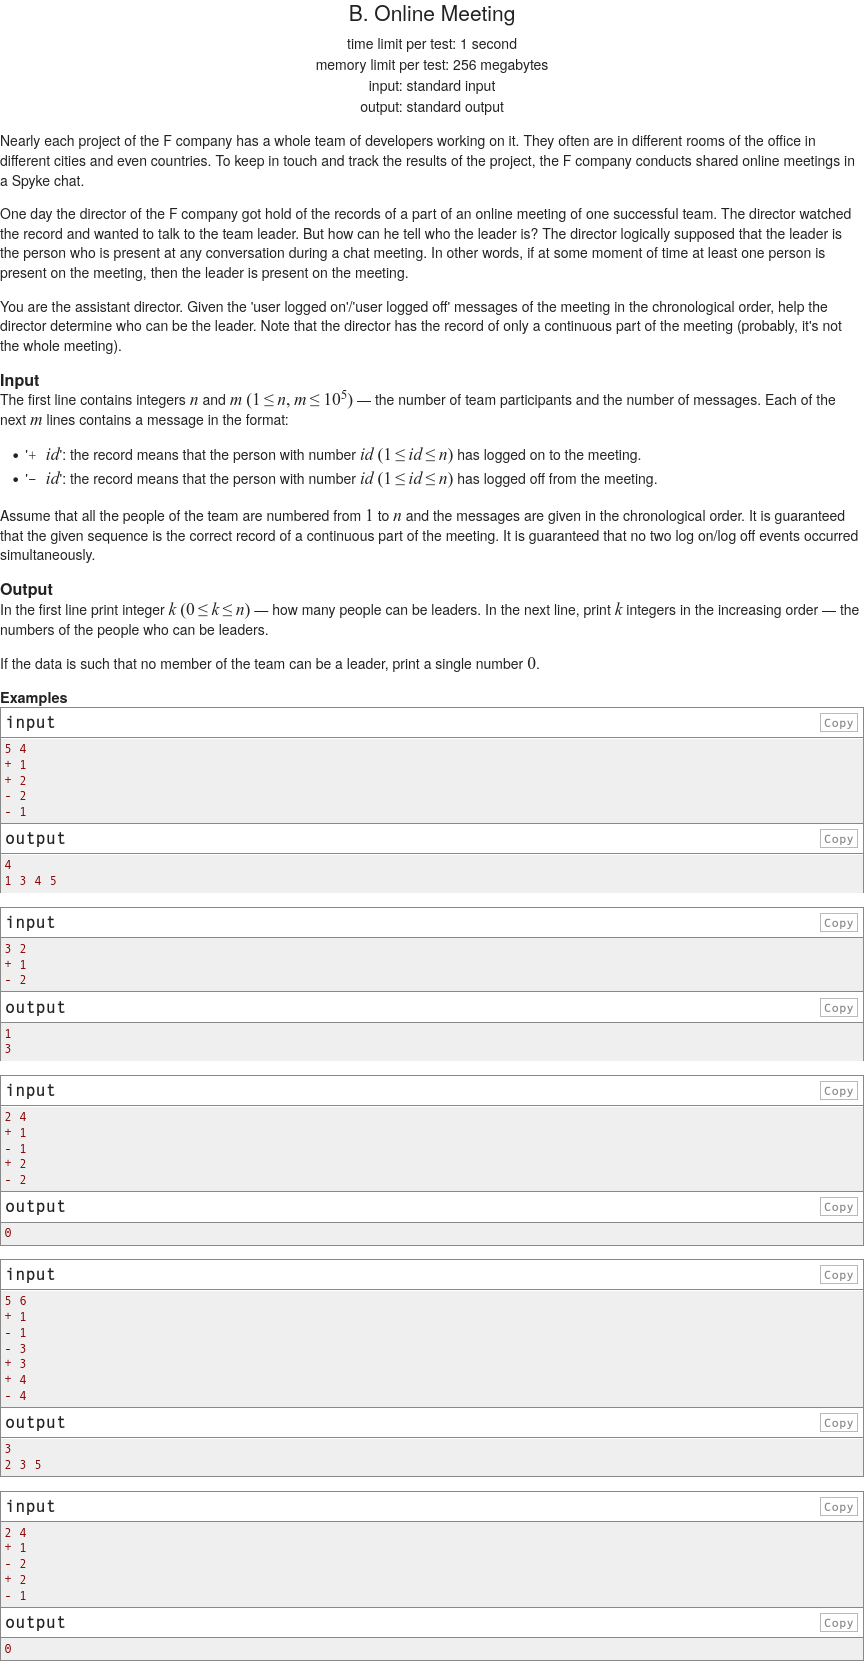 B. Online Meeting
time limit per test: 1 second
memory limit per test: 256 megabytes
input: standard input
output: standard output
Nearly each project of the F company has a whole team of developers working on it. They often are in different rooms of the office in
different cities and even countries. To keep in touch and track the results of the project, the F company conducts shared online meetings in
a Spyke chat.
One day the director of the F company got hold of the records of a part of an online meeting of one successful team. The director watched
the record and wanted to talk to the team leader. But how can he tell who the leader is? The director logically supposed that the leader is
the person who is present at any conversation during a chat meeting. In other words, if at some moment of time at least one person is
present on the meeting, then the leader is present on the meeting.
You are the assistant director. Given the 'user logged on'/'user logged off' messages of the meeting in the chronological order, help the
director determine who can be the leader. Note that the director has the record of only a continuous part of the meeting (probably, it's not
the whole meeting).
Input
The first line contains integers n and m (1 ≤ n, m ≤ 10⁵) — the number of team participants and the number of messages. Each of the
next m lines contains a message in the format:
• '+ id': the record means that the person with number id (1 ≤ id ≤ n) has logged on to the meeting.
• '− id': the record means that the person with number id (1 ≤ id ≤ n) has logged off from the meeting.
Assume that all the people of the team are numbered from 1 to n and the messages are given in the chronological order. It is guaranteed
that the given sequence is the correct record of a continuous part of the meeting. It is guaranteed that no two log on/log off events occurred
simultaneously.
Output
In the first line print integer k (0 ≤ k ≤ n) — how many people can be leaders. In the next line, print k integers in the increasing order — the
numbers of the people who can be leaders.
If the data is such that no member of the team can be a leader, print a single number 0.
Examples
input Copy
5 4
+ 1
+ 2
- 2
- 1
output Copy
4
1 3 4 5
input Copy
3 2
+ 1
- 2
output Copy
1
3
input Copy
2 4
+ 1
- 1
+ 2
- 2
output Copy
0
input Copy
5 6
+ 1
- 1
- 3
+ 3
+ 4
- 4
output Copy
3
2 3 5
input Copy
2 4
+ 1
- 2
+ 2
- 1
output Copy
0